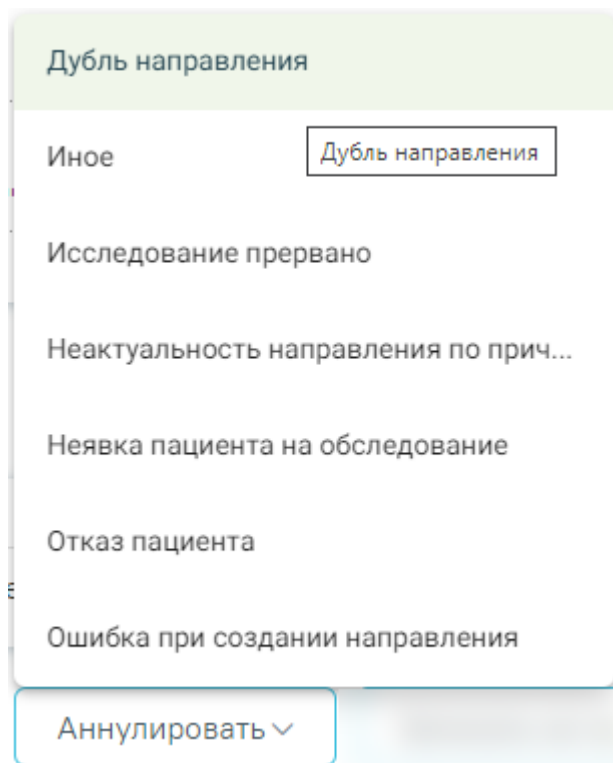 Дубль направления
Иное
Дубль направления
Исследование прервано
Неактуальность направления по прич...
Неявка пациента на обследование
Отказ пациента
Ошибка при создании направления
Аннулировать